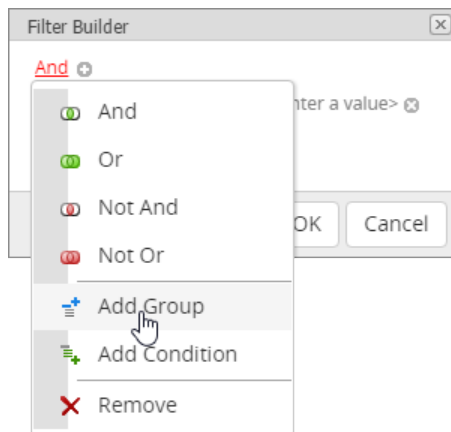 Filter Builder
And
And
nter a value>
Or
Not And
Not Or
OK
Cancel
Add Group
Add Condition
Remove